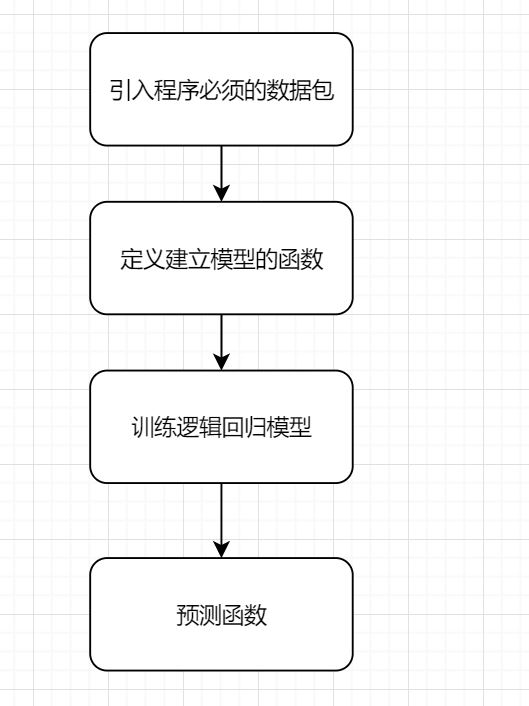 引入程序必须的数据包
定义建立模型的函数
训练逻辑回归模型
预测函数